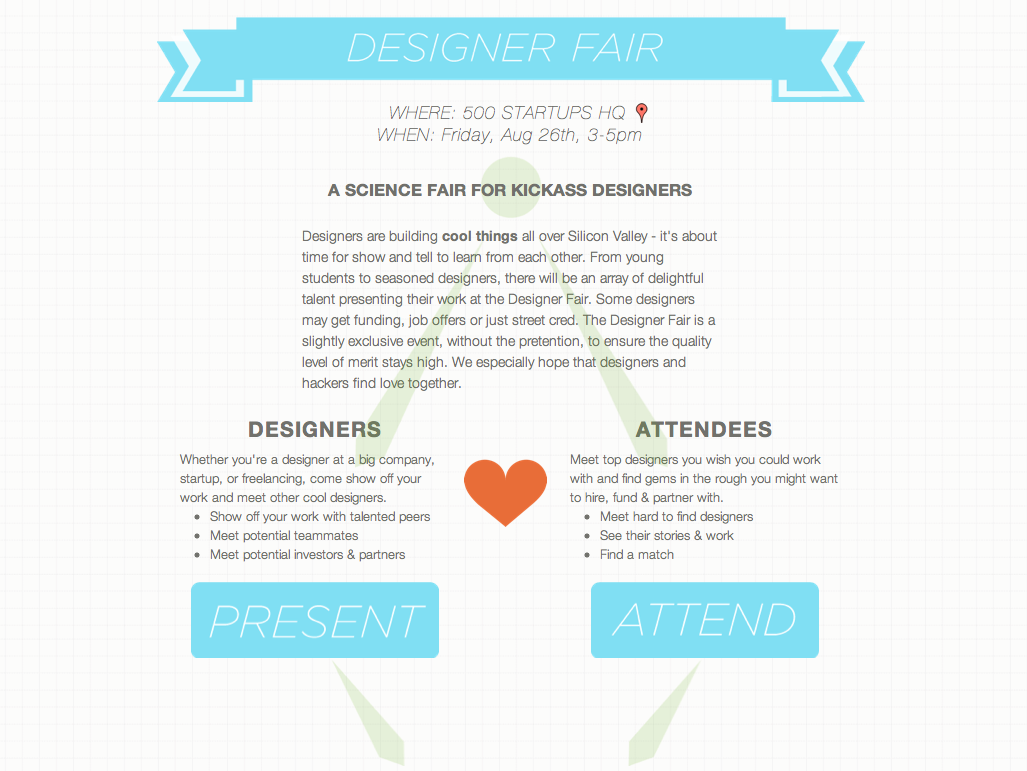 DESIGNER FAIR
WHERE: 500 STARTUPS HQ
WHEN: Friday, Aug 26th, 3-5pm
A SCIENCE FAIR FOR KICKASS DESIGNERS
Designers are building cool things all over Silicon Valley - it's about
time for show and tell to learn from each other. From young
students to seasoned designers, there will be an array of delightful
talent presenting their work at the Designer Fair. Some designers
may get funding, job offers or just street cred. The Designer Fair is a
slightly exclusive event, without the pretention, to ensure the quality
level of merit stays high. We especially hope that designers and
hackers find love together.
DESIGNERS
Whether you're a designer at a big company,
startup, or freelancing, come show off your
work and meet other cool designers.
• Show off your work with talented peers
• Meet potential teammates
• Meet potential investors & partners
PRESENT
ATTENDEES
Meet top designers you wish you could work
with and find gems in the rough you might want
to hire, fund & partner with.
• Meet hard to find designers
• See their stories & work
• Find a match
ATTEND